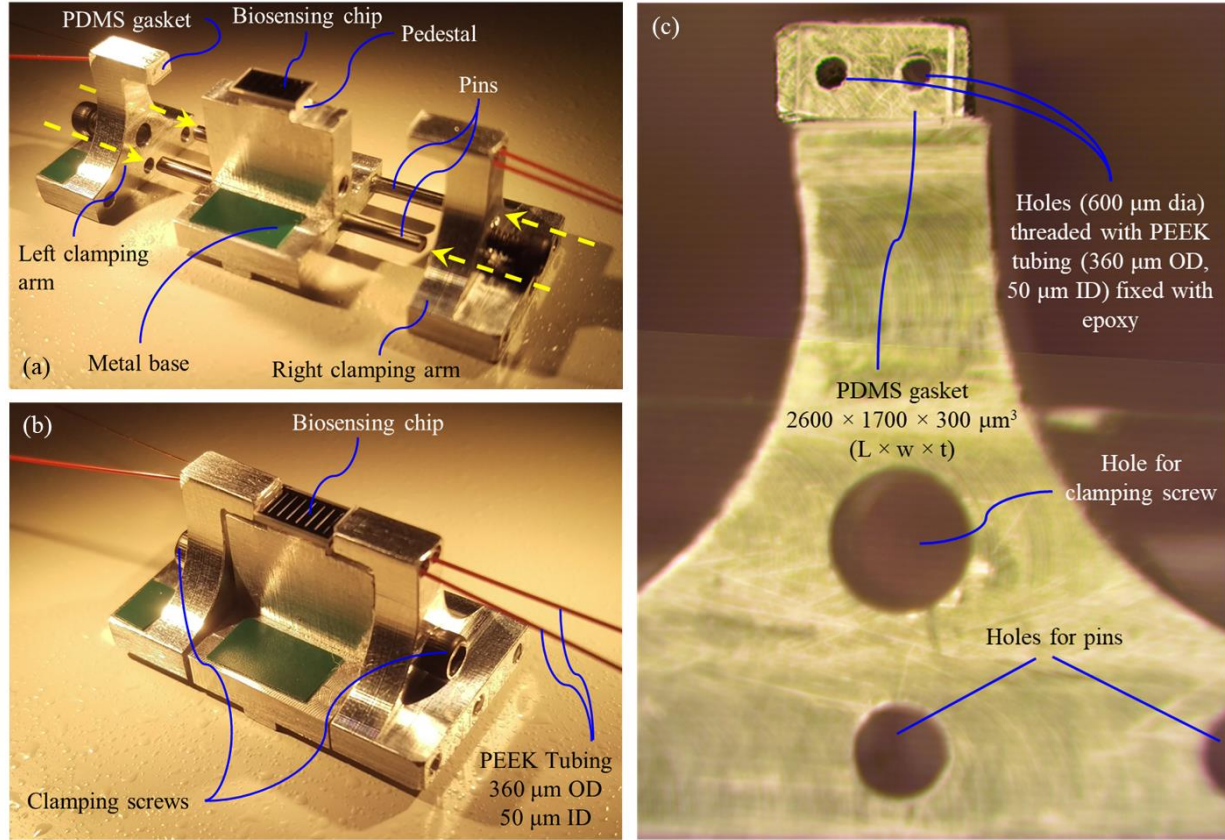 PDMS gasket
Biosensing chip
Pedestal
Pins
Left clamping
arm
Metal base
Right clamping arm
(a)
(b)
Biosensing chip
Clamping screws
PEEK Tubing
360 μm OD
50 μm ID
(c)
Holes (600 μm dia)
threaded with PEEK
tubing (360 μm OD,
50 μm ID) fixed with
epoxy
PDMS gasket
2600 × 1700 × 300 μm³
(L × w × t)
Hole for
clamping screw
Holes for pins